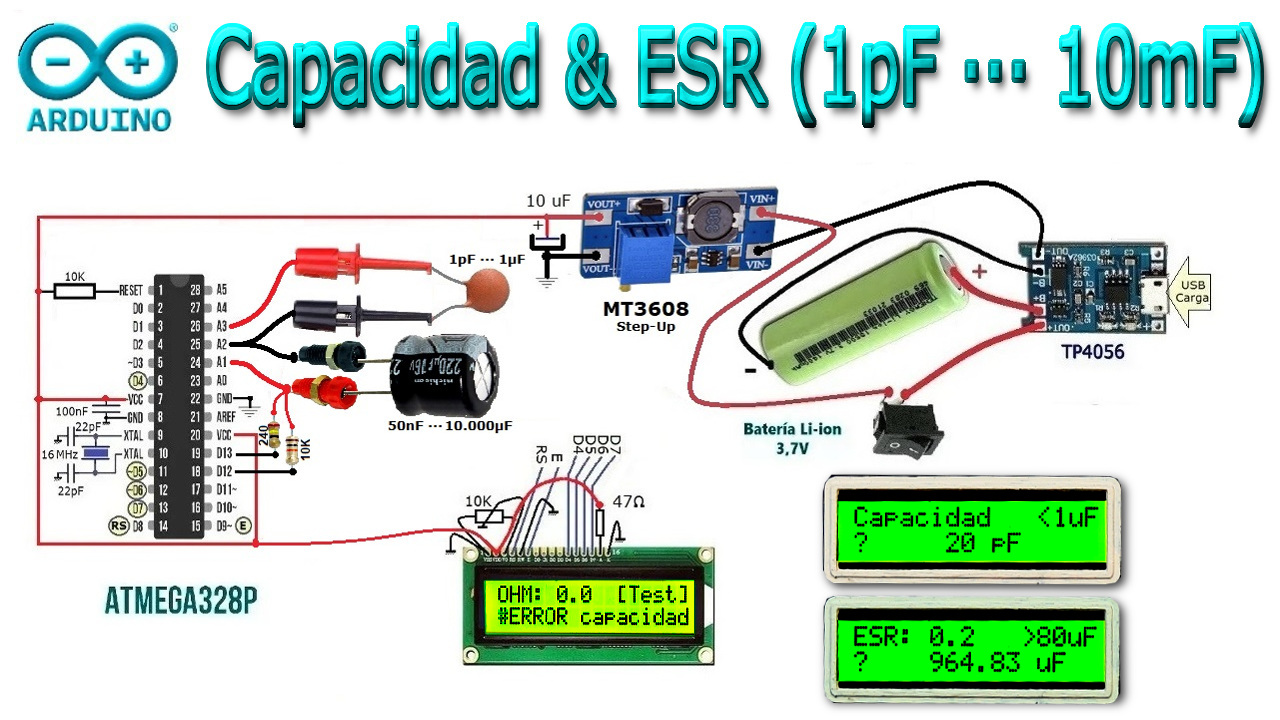 ARDUINO
Capacidad & ESR (1pF ··· 10mF)
10 uF
+
VOUT+
VIN+
VOUT-
VIN-
MT3608
Step-Up
1pF ··· 1µF
220µF 16v
nichicon
50nF ··· 10.000µF
+
-
Batería Li-ion
3,7V
OUT-
B-
B+
OUT+
USB
Carga
TP4056
10K
RESET 1 28 A5
D0 2 27 A4
D1 3 26 A3
D2 4 25 A2
~D3 5 24 A1
D4 6 23 A0
VCC 7 22 GND
GND 8 21 AREF
XTAL 9 20 VCC
XTAL 10 19 D13
~D5 11 18 D12
~D6 12 17 D11~
D7 13 16 D10~
RS D8 14 15 D9~ E
100nF
22pF
16 MHz
22pF
240
10K
ATMEGA328P
RS
E
D4
D5
D6
D7
10K
47Ω
1
16
OHM: 0.0 [Test]
#ERROR capacidad
Capacidad <1uF
? 20 pF
ESR: 0.2 >80uF
? 964.83 uF